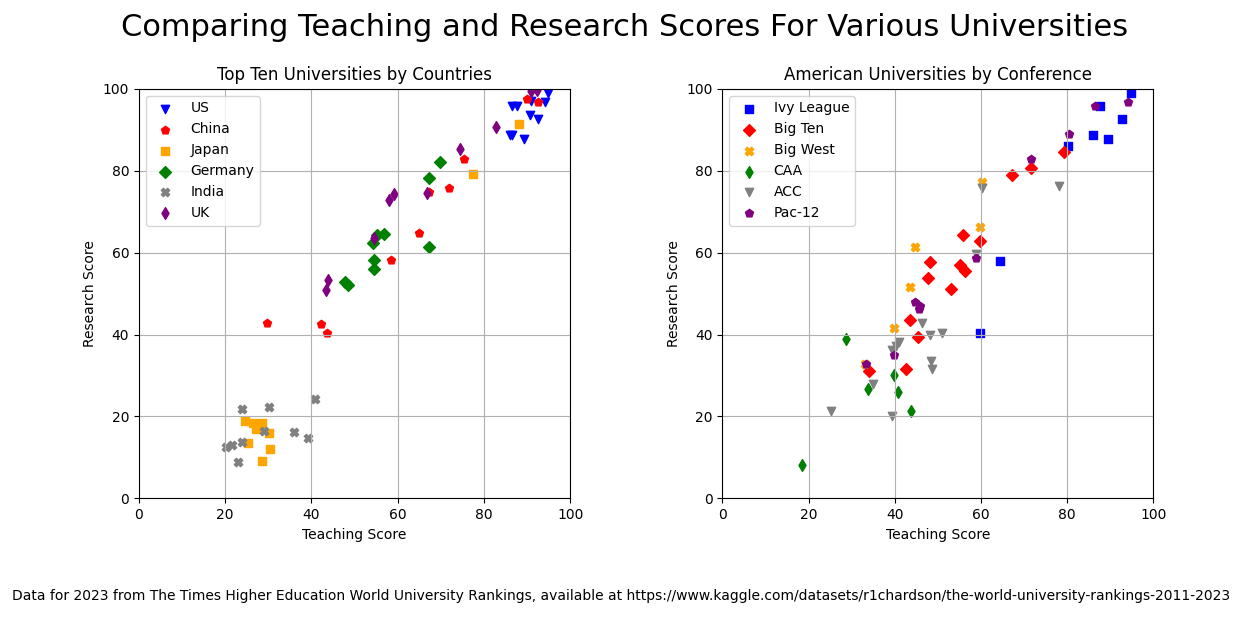 Comparing Teaching and Research Scores For Various Universities
Top Ten Universities by Countries
100
80
60
40
20
0
Research Score
US
China
Japan
Germany
India
UK
0 20 40 60 80 100
Teaching Score
American Universities by Conference
100
80
60
40
20
0
Research Score
Ivy League
Big Ten
Big West
CAA
ACC
Pac-12
0 20 40 60 80 100
Teaching Score
Data for 2023 from The Times Higher Education World University Rankings, available at https://www.kaggle.com/datasets/r1chardson/the-world-university-rankings-2011-2023